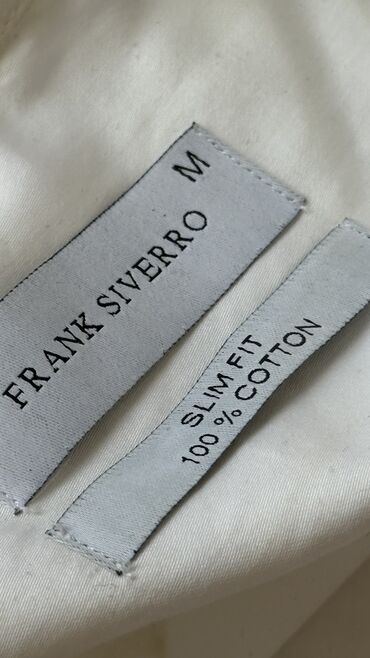 FRANK SIVERRO
M
SLIM FIT
100 % COTTON